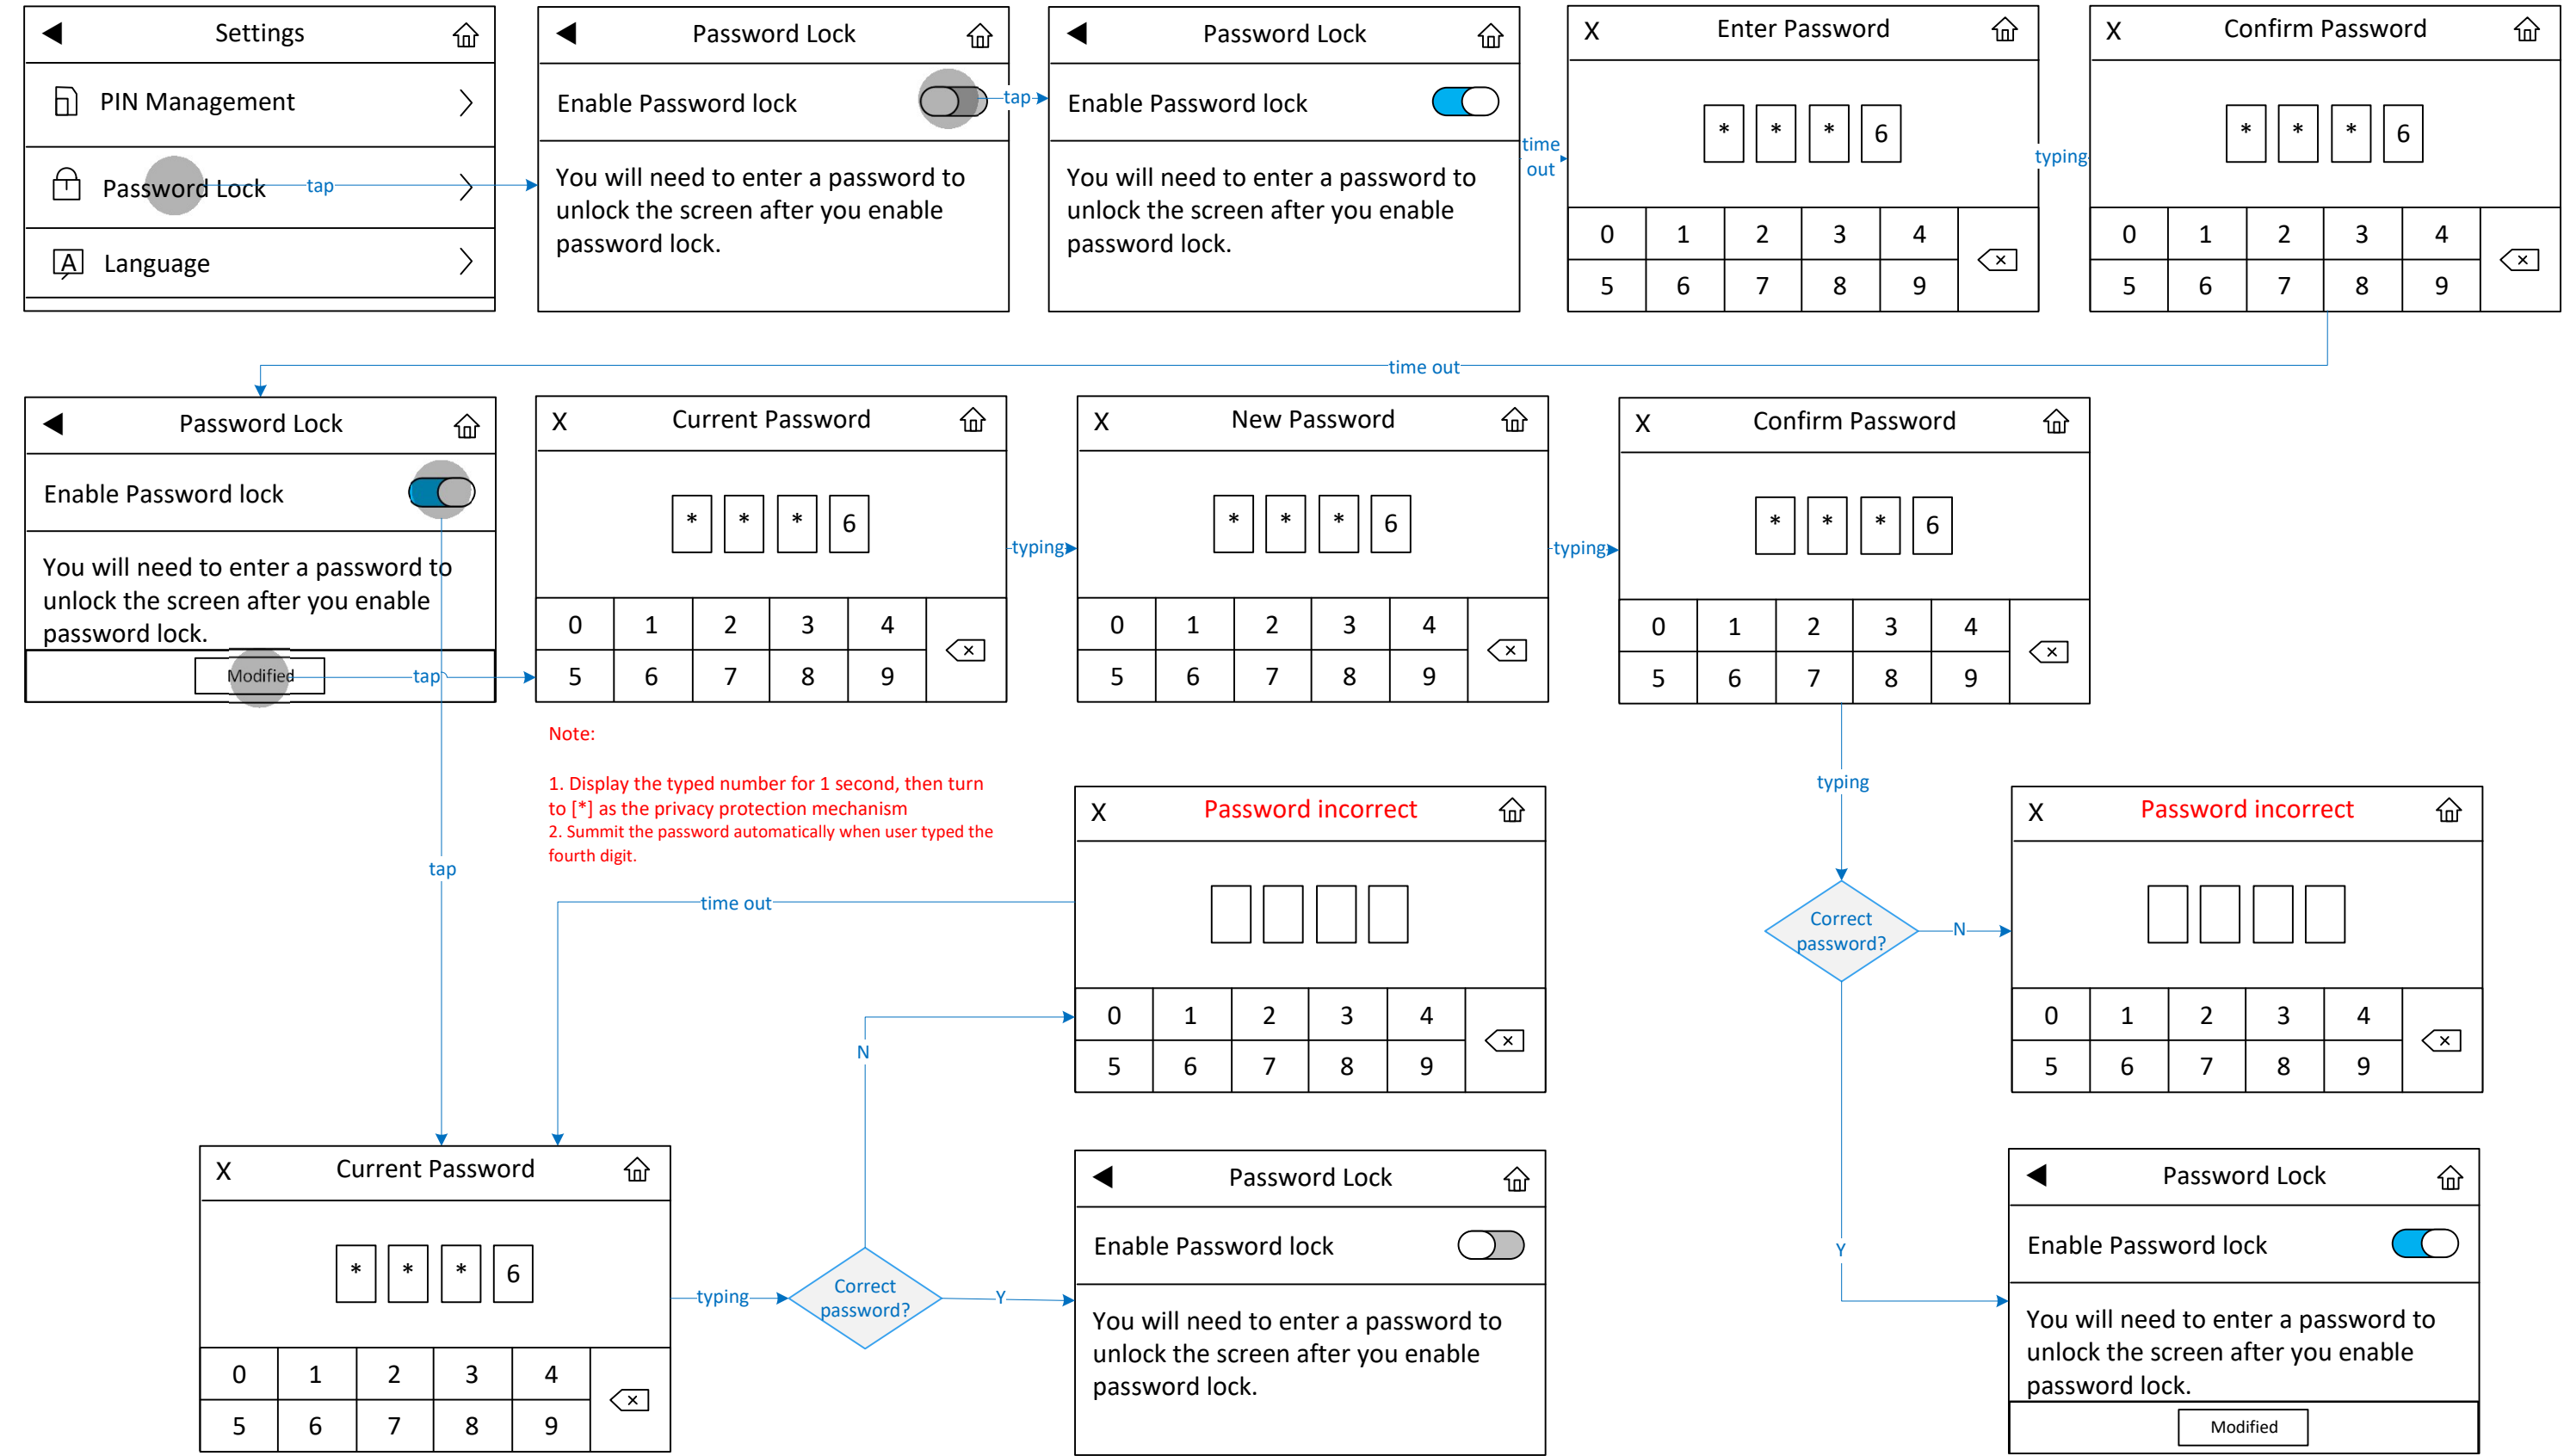 Settings
PIN Management
Password Lock
tap
Language
A
Password Lock
Enable Password lock
tap
You will need to enter a password to
unlock the screen after you enable
password lock.
Password Lock
Enable Password lock
You will need to enter a password to
unlock the screen after you enable
password lock.
time
out
X Enter Password
* * * 6
0 1 2 3 4
5 6 7 8 9
typing
X Confirm Password
* * * 6
0 1 2 3 4
5 6 7 8 9
time out
Password Lock
Enable Password lock
You will need to enter a password to
unlock the screen after you enable
password lock.
Modified
tap
X Current Password
* * * 6
0 1 2 3 4
5 6 7 8 9
typing
X New Password
* * * 6
0 1 2 3 4
5 6 7 8 9
typing
X Confirm Password
* * * 6
0 1 2 3 4
5 6 7 8 9
Note:
1. Display the typed number for 1 second, then turn
to [*] as the privacy protection mechanism
2. Summit the password automatically when user typed the
fourth digit.
tap
time out
X Password incorrect
0 1 2 3 4
5 6 7 8 9
typing
Correct
password?
N
X Password incorrect
0 1 2 3 4
5 6 7 8 9
N
X Current Password
* * * 6
0 1 2 3 4
5 6 7 8 9
typing
Correct
password?
Y
Password Lock
Enable Password lock
You will need to enter a password to
unlock the screen after you enable
password lock.
Y
Password Lock
Enable Password lock
You will need to enter a password to
unlock the screen after you enable
password lock.
Modified